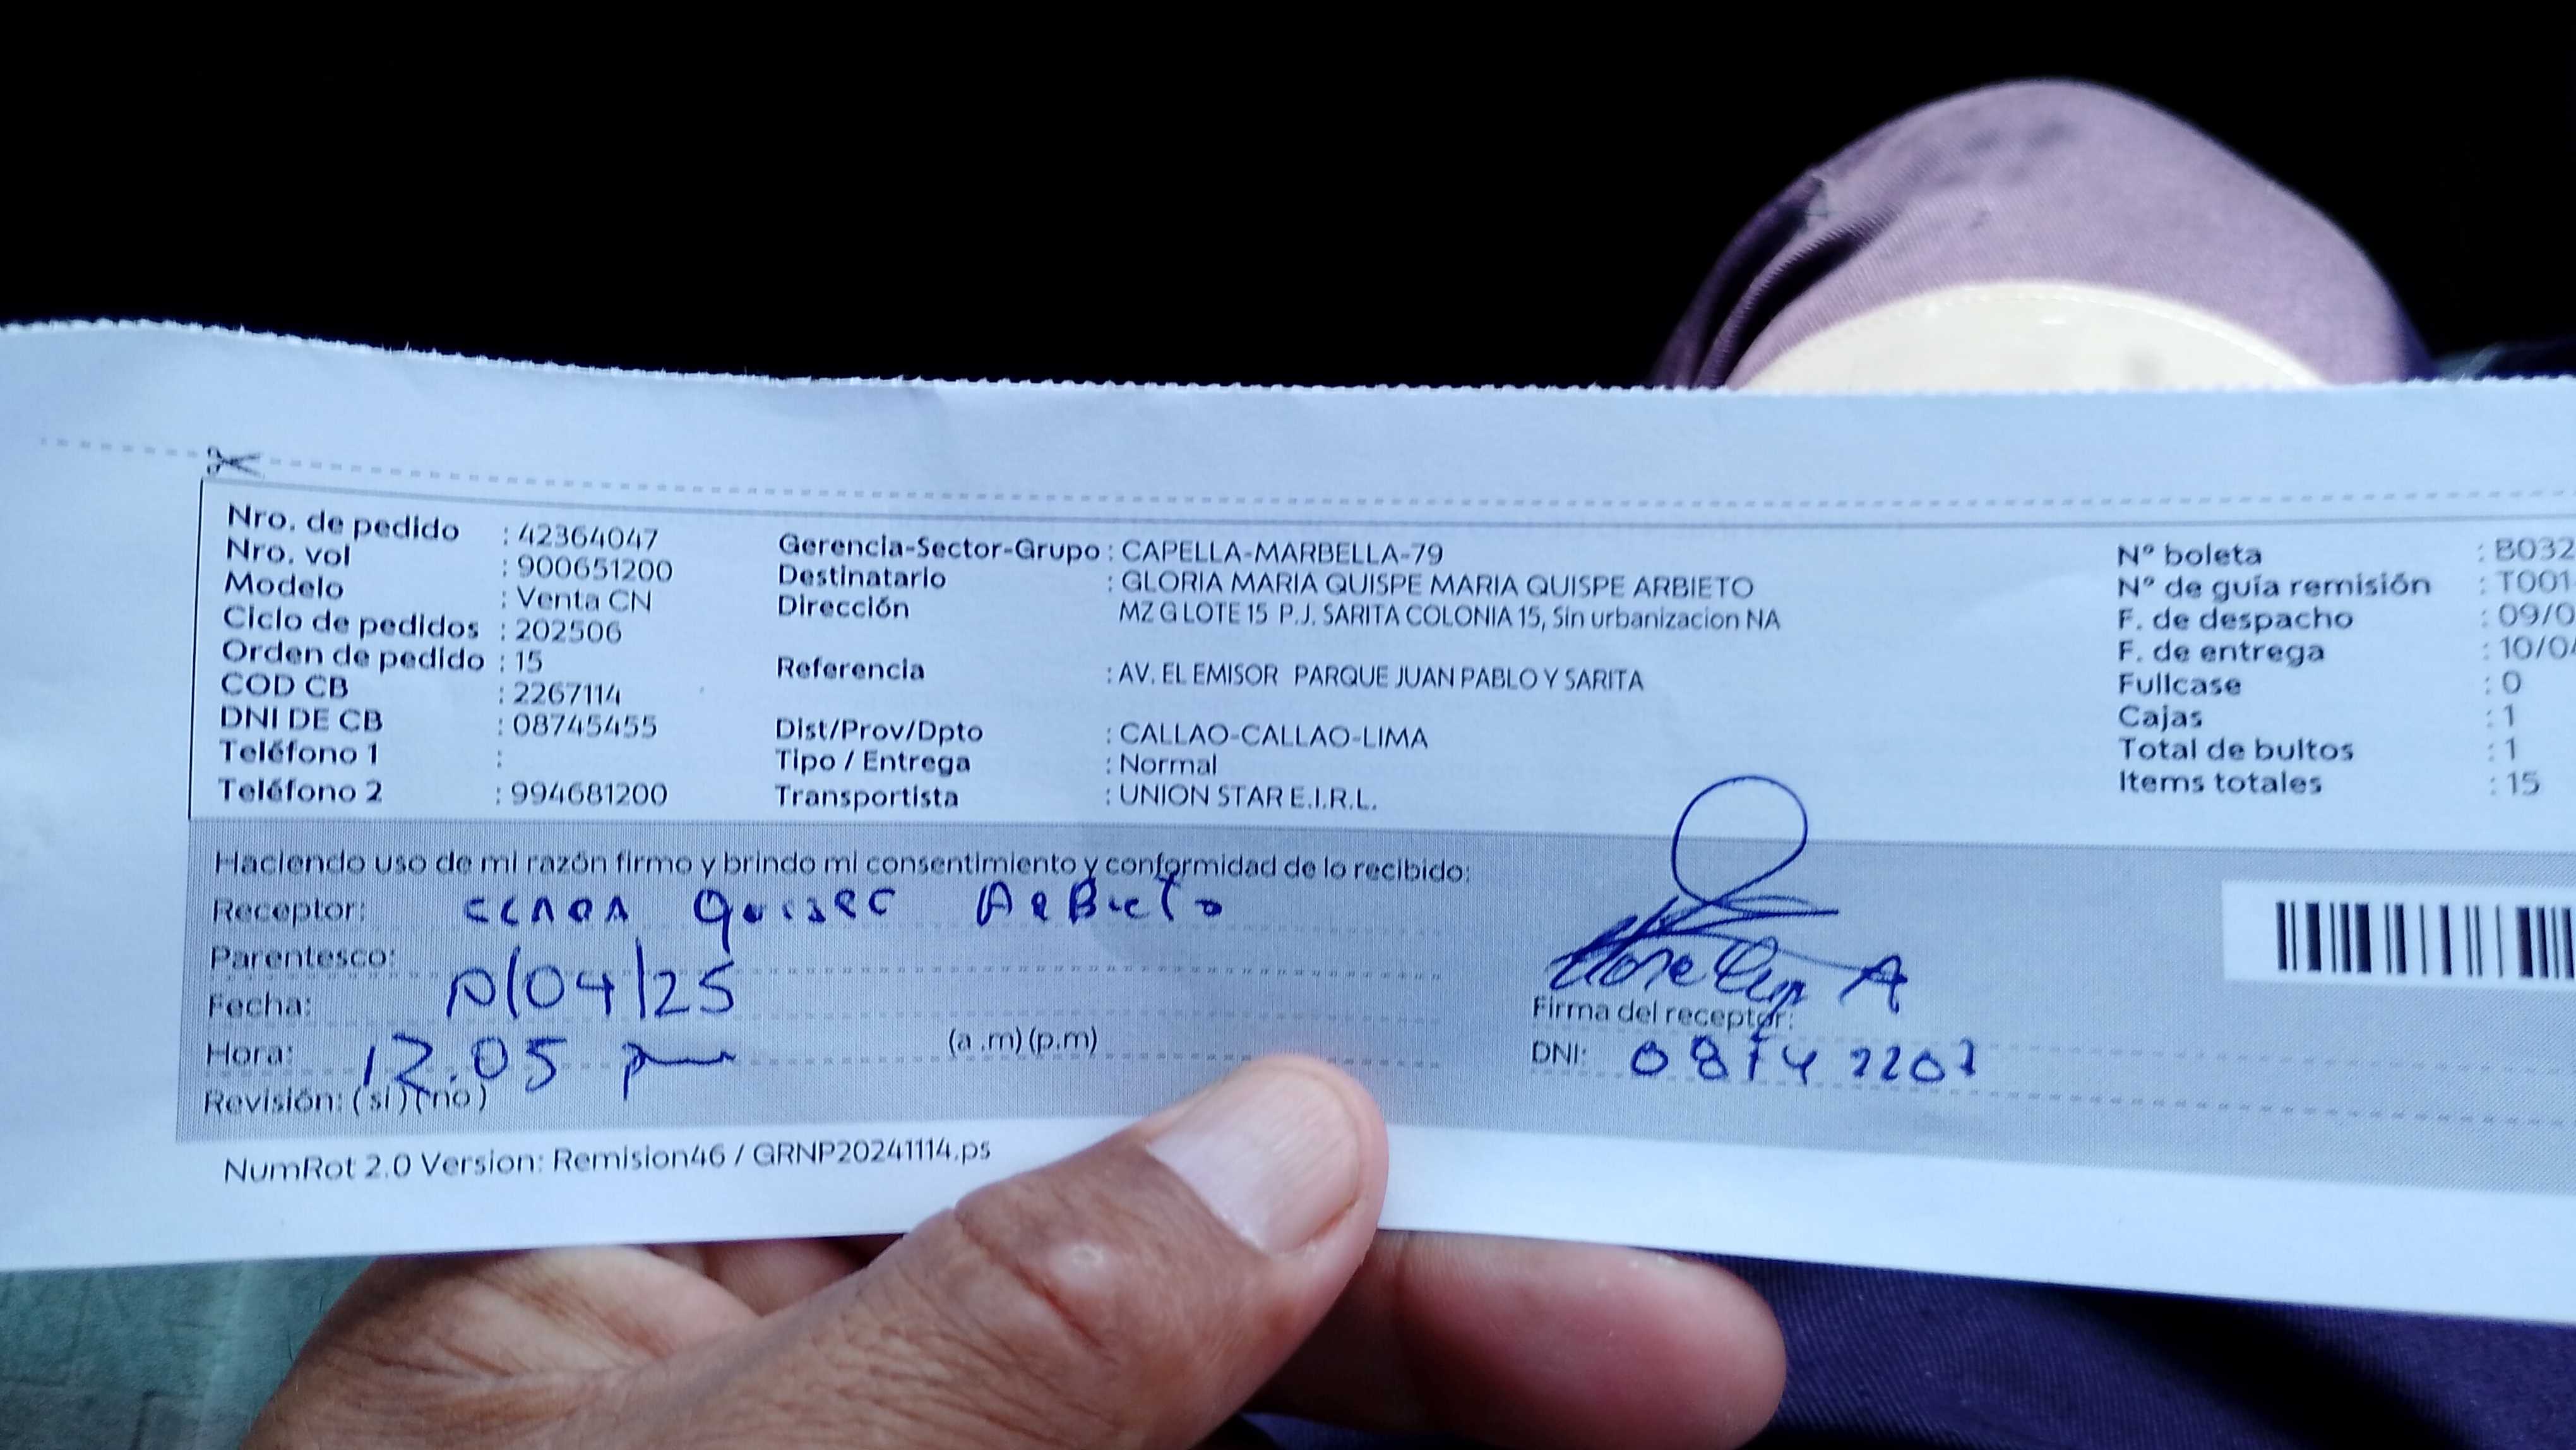 Nro. de pedido : 42364047
Nro. vol : 900651200
Modelo : Venta CN
Ciclo de pedidos : 202506
Orden de pedido : 15
COD CB : 2267114
DNI DE CB : 08745455
Teléfono 1 :
Teléfono 2 : 994681200
Gerencia-Sector-Grupo : CAPELLA-MARBELLA-79
Destinatario : GLORIA MARIA QUISPE MARIA QUISPE ARBIETO
Dirección MZ G LOTE 15 P.J. SARITA COLONIA 15, Sin urbanizacion NA
Referencia : AV. EL EMISOR PARQUE JUAN PABLO Y SARITA
Dist/Prov/Dpto : CALLAO-CALLAO-LIMA
Tipo / Entrega : Normal
Transportista : UNION STAR E.I.R.L.
N° boleta : B032
N° de guía remisión : T001-
F. de despacho : 09/0
F. de entrega : 10/04
Fullcase : 0
Cajas : 1
Total de bultos : 1
Items totales : 15
Haciendo uso de mi razón firmo y brindo mi consentimiento y conformidad de lo recibido:
Receptor: Arbieto
Parentesco:
Fecha: /04/25
Hora: 12.05 pm (a .m) (p.m)
Revisión: ( si ) ( no )
A
Firma del receptor:
DNI:
NumRot 2.0 Version: Remision46 / GRNP20241114.ps